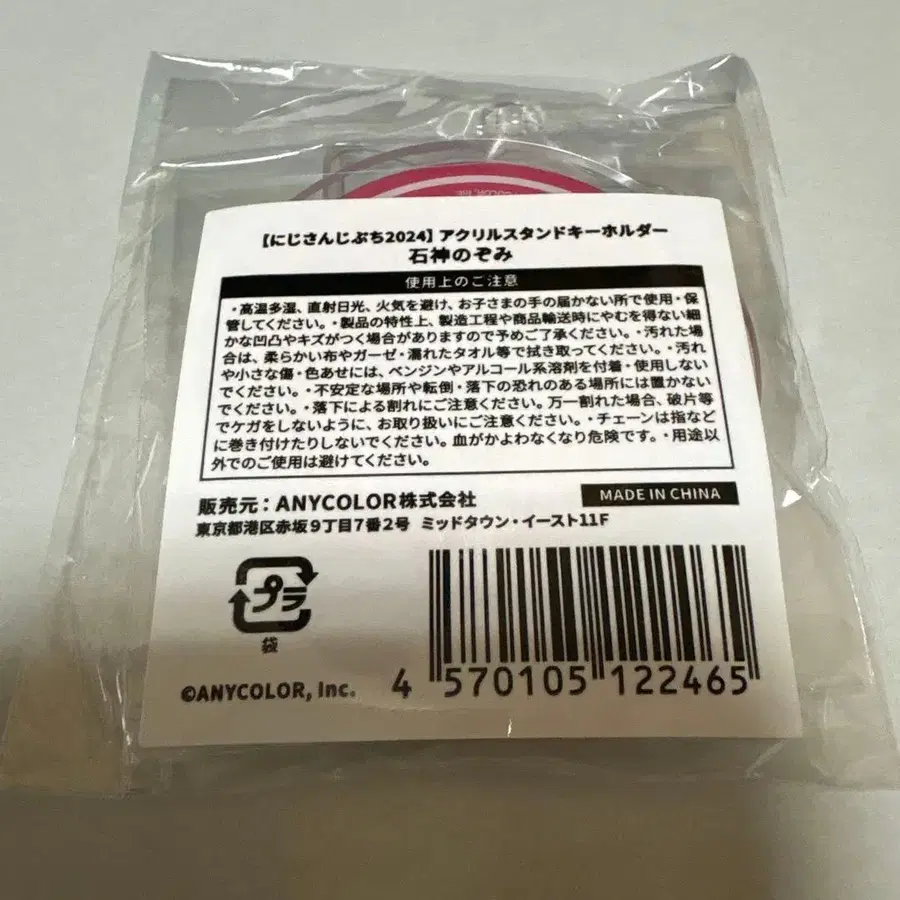 COLOR, Inc.
【にじさんじぷち2024】アクリルスタンドキーホルダー
石神のぞみ
使用上のご注意
・高温多湿、直射日光、火気を避け、お子さまの手の届かない所で使用・保
管してください。・製品の特性上、製造工程や商品輸送時にやむを得ない細
かな凹凸やキズがつく場合がありますので予めご了承ください。・汚れた場
合は、柔らかい布やガーゼ・濡れたタオル等で拭き取ってください。・汚れ
や小さな傷・色あせには、ベンジンやアルコール系溶剤を付着・使用しない
でください。・不安定な場所や転倒・落下の恐れのある場所には置かない
でください。・落下による割れにご注意ください。万一割れた場合、破片等
でケガをしないように、お取り扱いにご注意ください。・チェーンは指など
に巻き付けたりしないでください。血がかよわなくなり危険です。・用途以
外でのご使用は避けてください。
販売元：ANYCOLOR株式会社
MADE IN CHINA
東京都港区赤坂9丁目7番2号 ミッドタウン・イースト11F
プラ
袋
©ANYCOLOR, Inc.
4 570105 122465